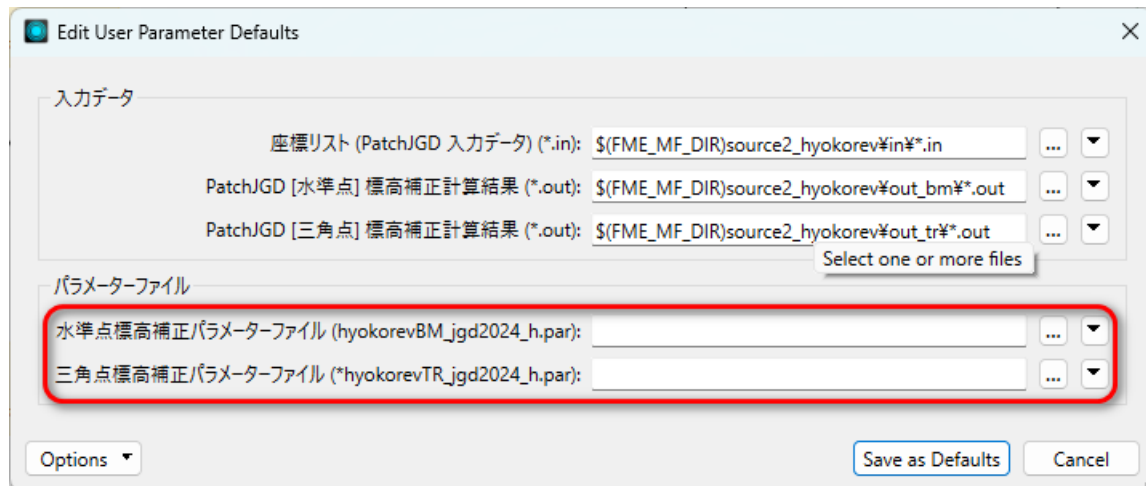 Edit User Parameter Defaults
入力データ
座標リスト (PatchJGD 入力データ) (*.in): $(FME_MF_DIR)source2_hyokorev¥in¥*.in ...
PatchJGD [水準点] 標高補正計算結果 (*.out): $(FME_MF_DIR)source2_hyokorev¥out_bm¥*.out ...
PatchJGD [三角点] 標高補正計算結果 (*.out): $(FME_MF_DIR)source2_hyokorev¥out_tr¥*.out ...
Select one or more files
パラメーターファイル
水準点標高補正パラメーターファイル (hyokorevBM_jgd2024_h.par): ...
三角点標高補正パラメーターファイル (*hyokorevTR_jgd2024_h.par): ...
Options Save as Defaults Cancel